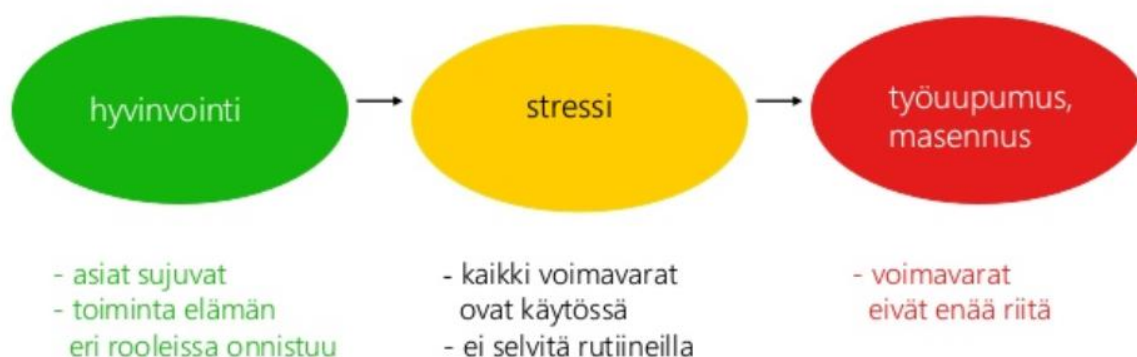 hyvinvointi
stressi
työuupumus,
masennus
- asiat sujuvat
- toiminta elämän
eri rooleissa onnistuu
- kaikki voimavarat
ovat käytössä
- ei selvitä rutiineilla
- voimavarat
eivät enää riitä